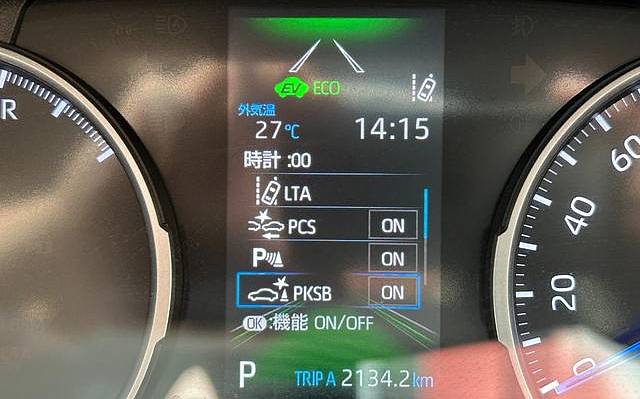 EV ECO
外気温
27℃ 14:15
時計 :00
LTA
PCS ON
P ON
PKSB ON
OK:機能 ON/OFF
P TRIP A 2134.2km
R
60
40
20
0